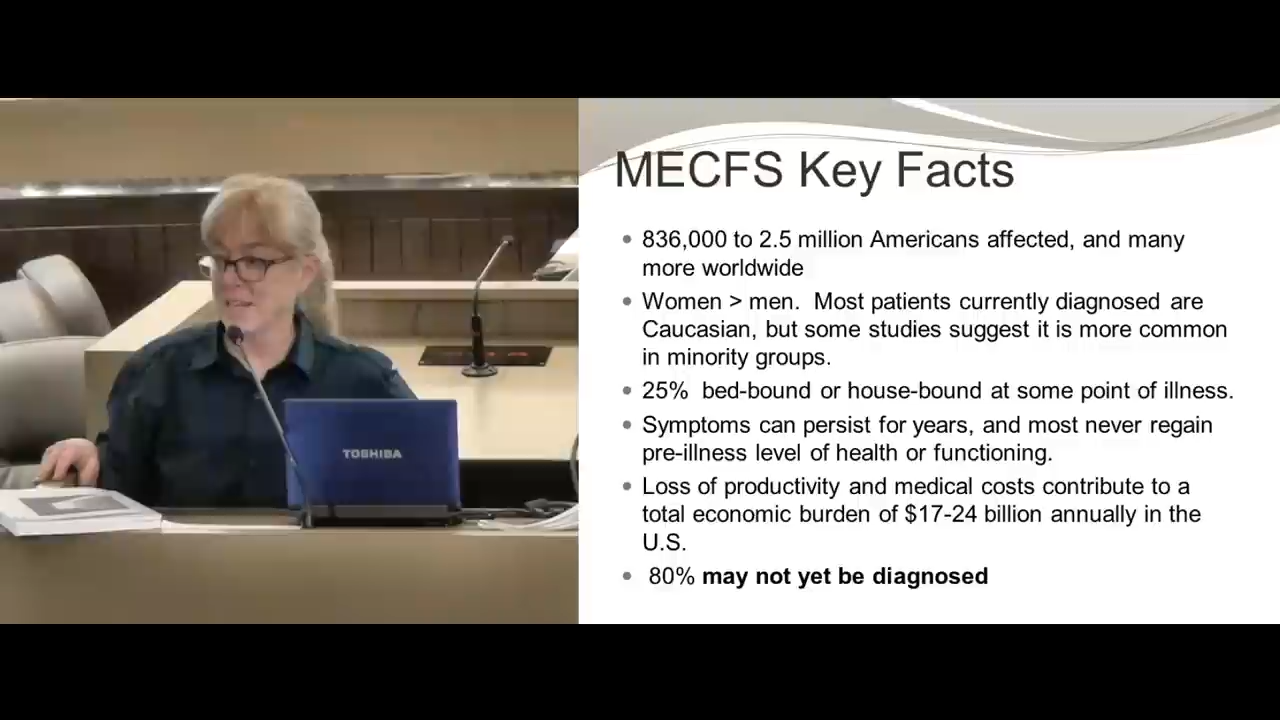 MECFS Key Facts
• 836,000 to 2.5 million Americans affected, and many
more worldwide
• Women > men. Most patients currently diagnosed are
Caucasian, but some studies suggest it is more common
in minority groups.
• 25% bed-bound or house-bound at some point of illness.
• Symptoms can persist for years, and most never regain
pre-illness level of health or functioning.
• Loss of productivity and medical costs contribute to a
total economic burden of $17-24 billion annually in the
U.S.
• 80% may not yet be diagnosed
TOSHIBA